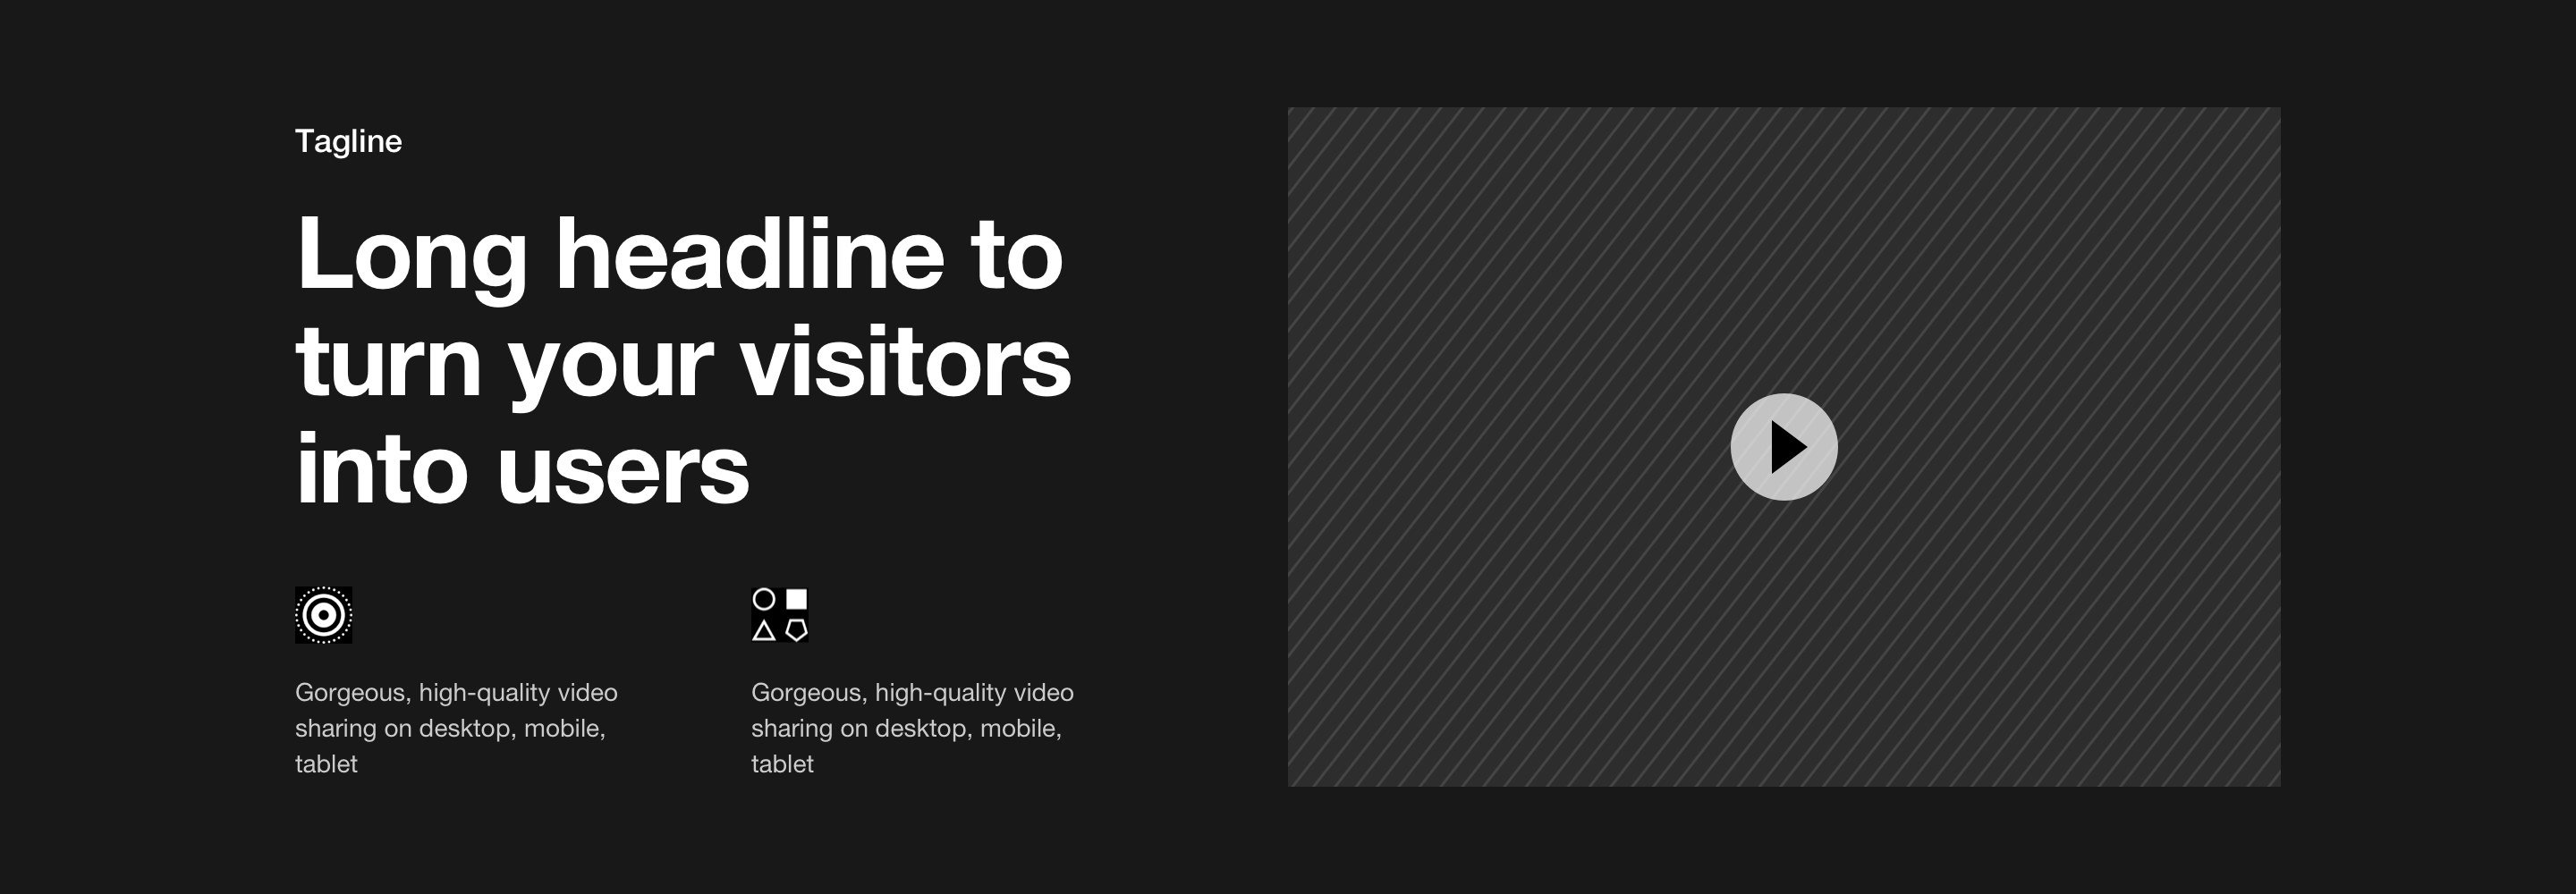 Tagline
Long headline to
turn your visitors
into users
Gorgeous, high-quality video
sharing on desktop, mobile,
tablet
Gorgeous, high-quality video
sharing on desktop, mobile,
tablet